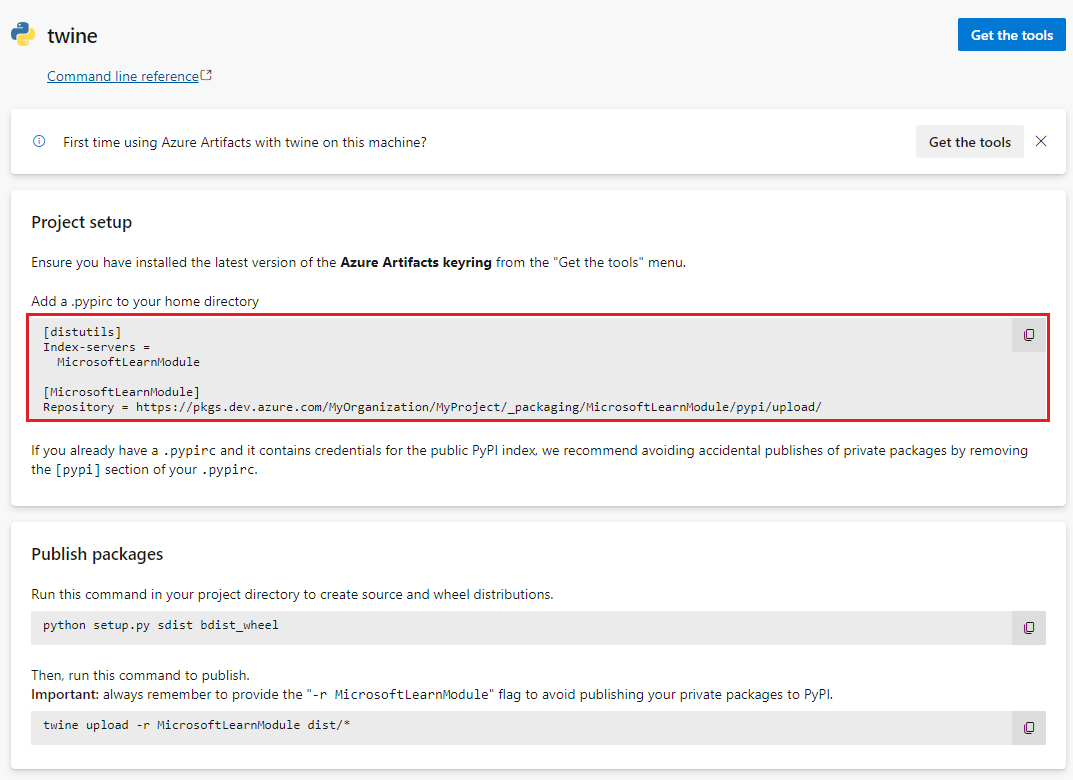 twine
Get the tools
Command line reference
First time using Azure Artifacts with twine on this machine?
Get the tools
Project setup
Ensure you have installed the latest version of the Azure Artifacts keyring from the "Get the tools" menu.
Add a .pypirc to your home directory
[distutils]
Index-servers =
  MicrosoftLearnModule
[MicrosoftLearnModule]
Repository = https://pkgs.dev.azure.com/MyOrganization/MyProject/_packaging/MicrosoftLearnModule/pypi/upload/
If you already have a .pypirc and it contains credentials for the public PyPI index, we recommend avoiding accidental publishes of private packages by removing
the [pypi] section of your .pypirc.
Publish packages
Run this command in your project directory to create source and wheel distributions.
python setup.py sdist bdist_wheel
Then, run this command to publish.
Important: always remember to provide the "-r MicrosoftLearnModule" flag to avoid publishing your private packages to PyPI.
twine upload -r MicrosoftLearnModule dist/*